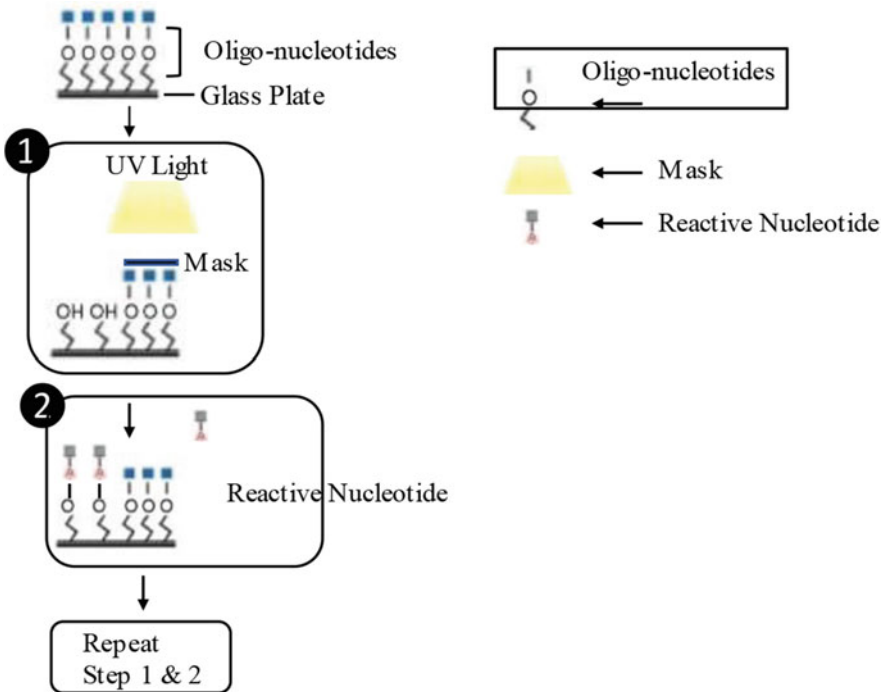 Oligo-nucleotides
Glass Plate
1
UV Light
Mask
OH OH O O O
2
A A
A
Reactive Nucleotide
Repeat
Step 1 & 2
Oligo-nucleotides
Mask
Reactive Nucleotide